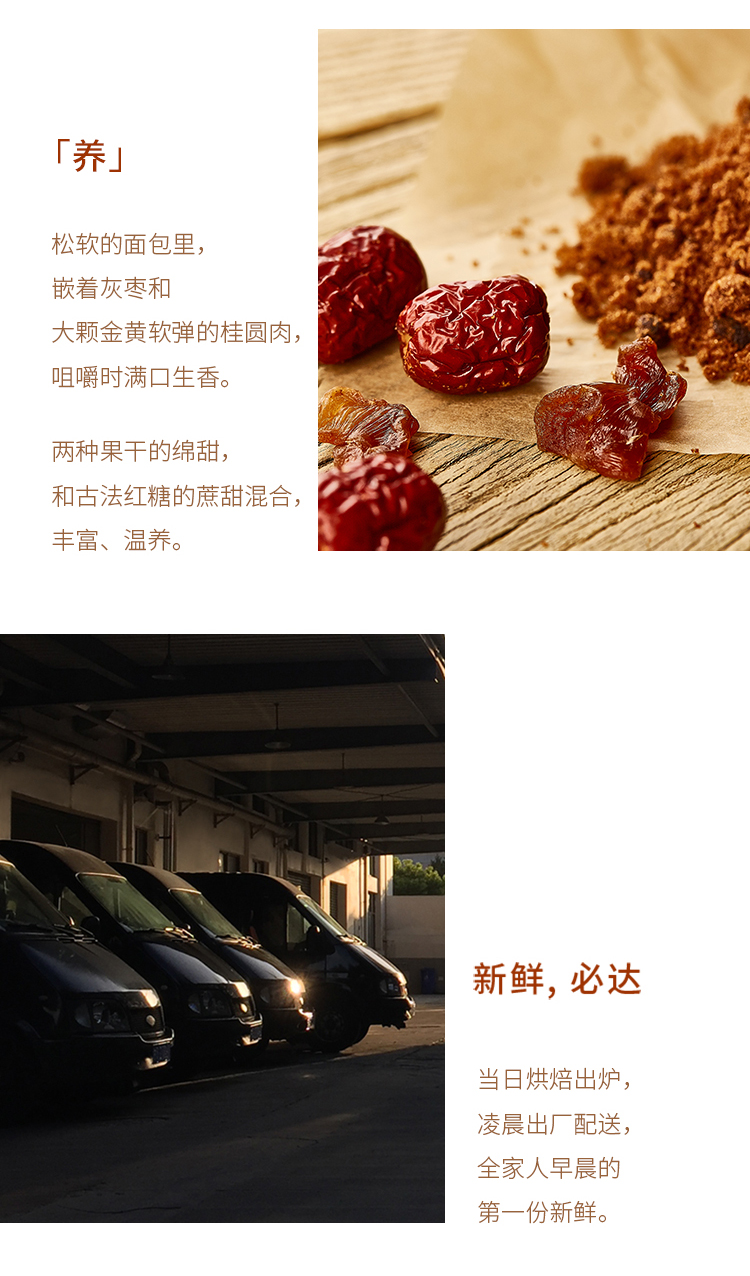 「养」
松软的面包里，
嵌着灰枣和
大颗金黄软弹的桂圆肉，
咀嚼时满口生香。
两种果干的绵甜，
和古法红糖的蔗甜混合，
丰富、温养。
新鲜，必达
当日烘焙出炉，
凌晨出厂配送，
全家人早晨的
第一份新鲜。